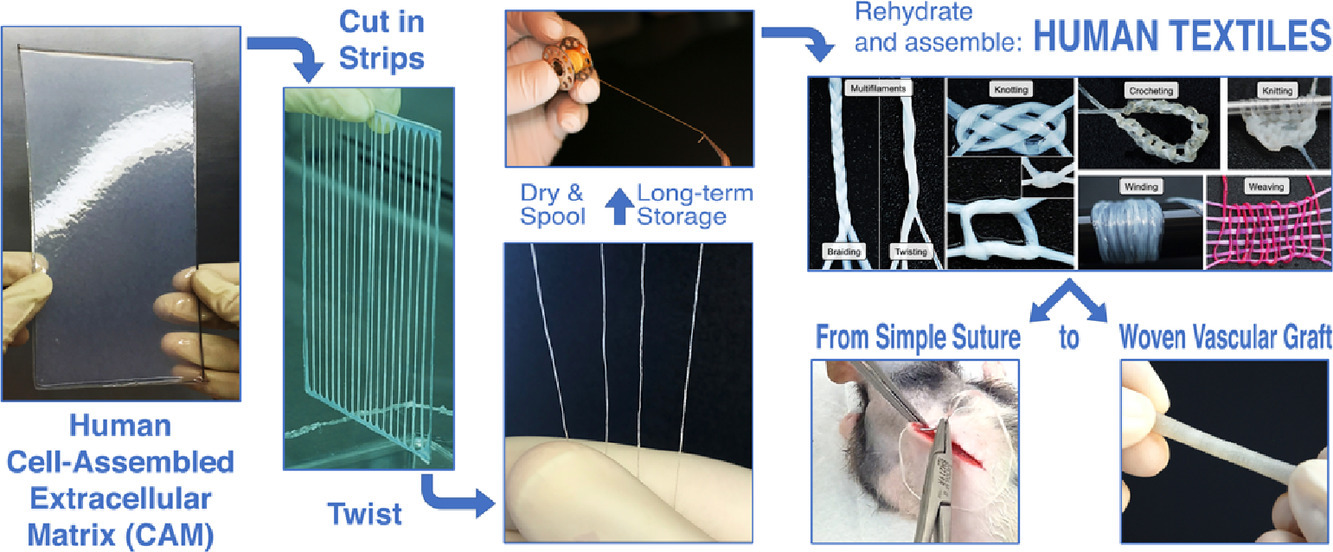 Human
Cell-Assembled
Extracellular
Matrix (CAM)
Cut in
Strips
Twist
Dry &
Spool
Long-term
Storage
Rehydrate
and assemble: HUMAN TEXTILES
Multifilaments
Braiding
Twisting
Knotting
Crocheting
Knitting
Winding
Weaving
From Simple Suture
to
Woven Vascular Graft